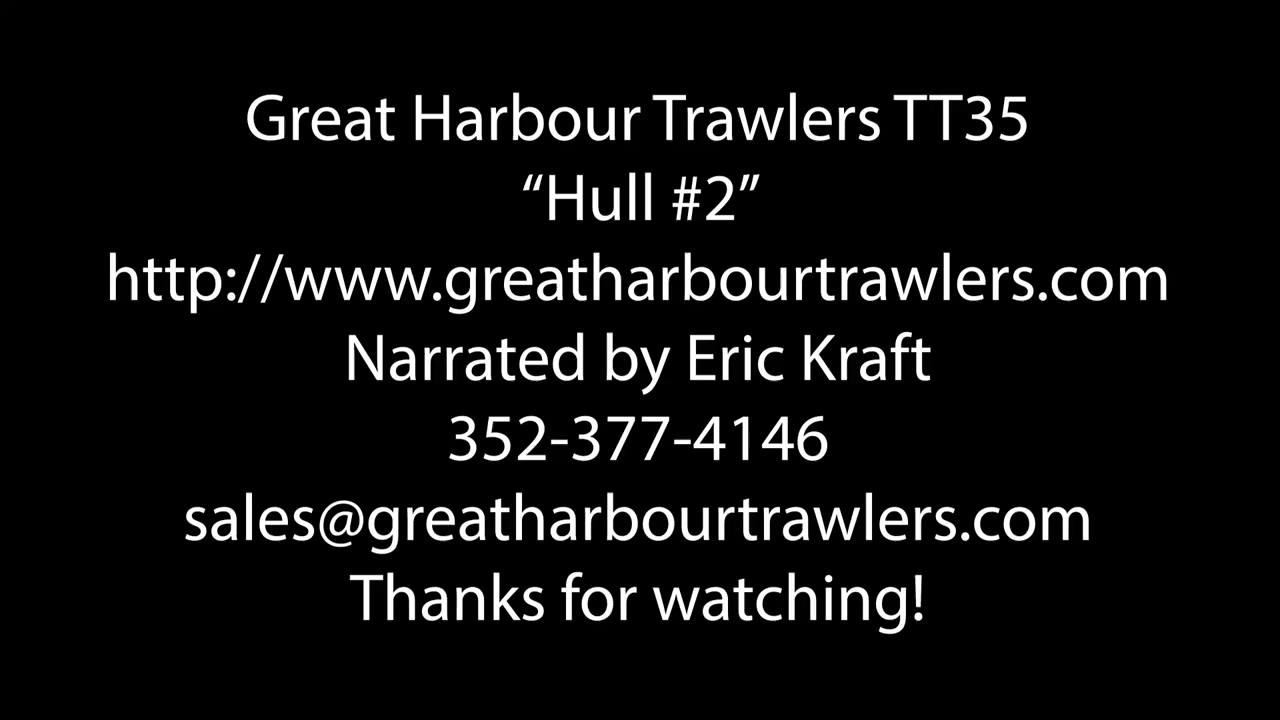 Great Harbour Trawlers TT35
“Hull #2”
http://www.greatharbourtrawlers.com
Narrated by Eric Kraft
352-377-4146
sales@greatharbourtrawlers.com
Thanks for watching!